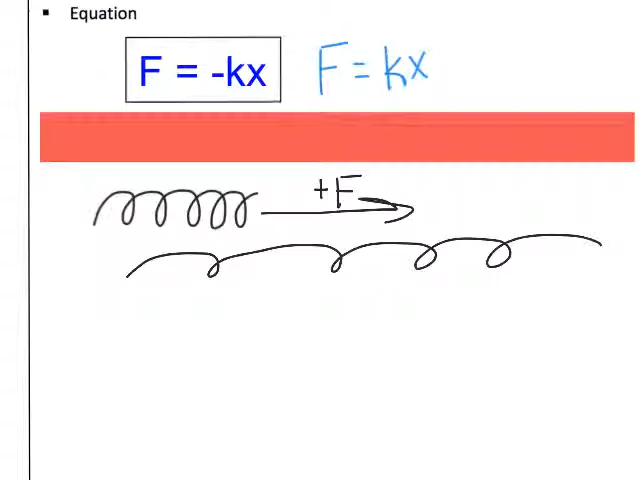 Equation
F = -kx F = kx
+F